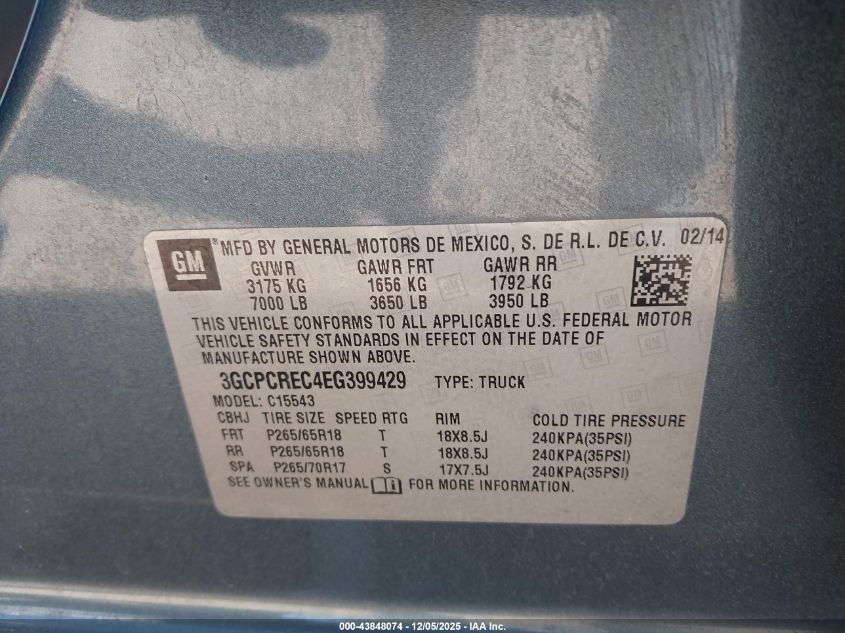 GM ® MFD BY GENERAL MOTORS DE MEXICO, S. DE R.L. DE C.V. 02/14
GVWR GAWR FRT GAWR RR
3175 KG 1656 KG 1792 KG
7000 LB 3650 LB 3950 LB
THIS VEHICLE CONFORMS TO ALL APPLICABLE U.S. FEDERAL MOTOR
VEHICLE SAFETY STANDARDS IN EFFECT ON THE DATE OF
MANUFACTURE SHOWN ABOVE.
3GCPCREC4EG399429 TYPE: TRUCK
MODEL: C15543
CBHJ TIRE SIZE SPEED RTG RIM COLD TIRE PRESSURE
FRT P265/65R18 T 18X8.5J 240KPA(35PSI)
RR P265/65R18 T 18X8.5J 240KPA(35PSI)
SPA P265/70R17 S 17X7.5J 240KPA(35PSI)
SEE OWNER'S MANUAL FOR MORE INFORMATION.
000-43848074 - 12/05/2025 - IAA Inc.